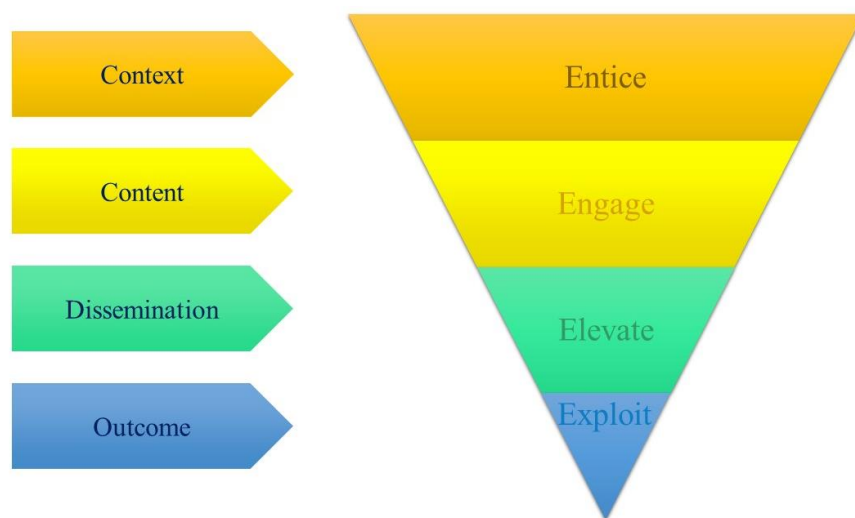 Context
Entice
Content
Engage
Dissemination
Elevate
Outcome
Exploit